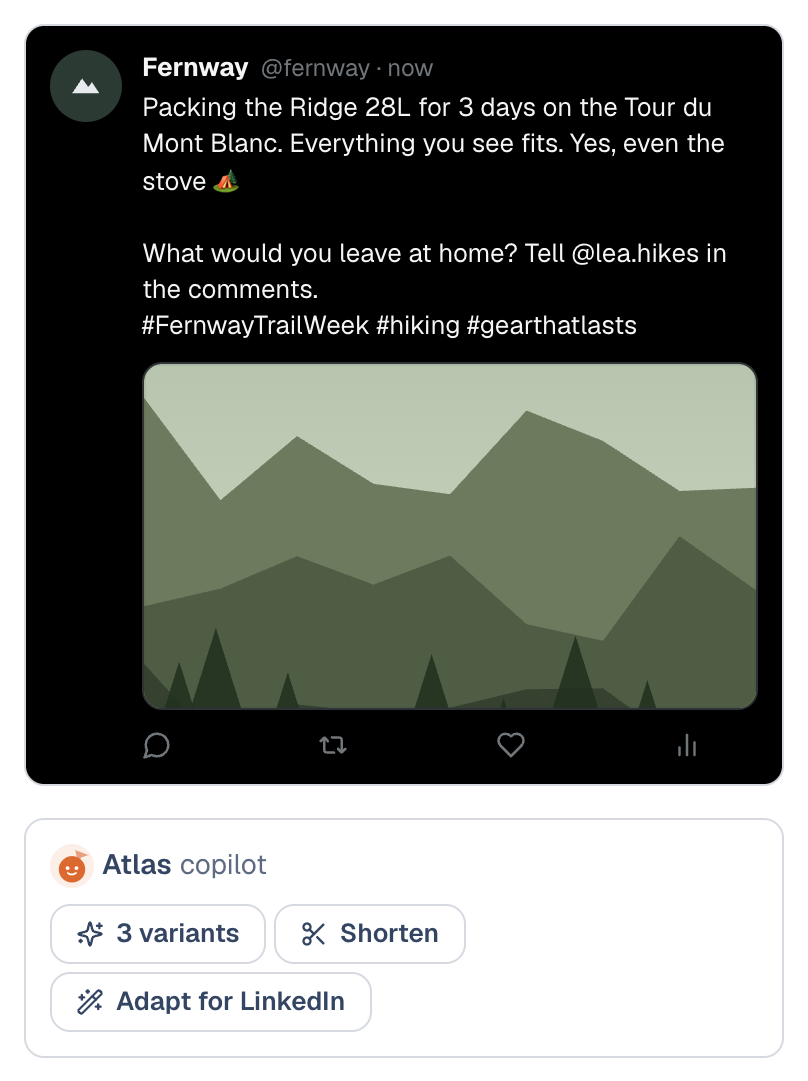 Fernway @fernway · now
Packing the Ridge 28L for 3 days on the Tour du
Mont Blanc. Everything you see fits. Yes, even the
stove 🏕️
What would you leave at home? Tell @lea.hikes in
the comments.
#FernwayTrailWeek #hiking #gearthatlasts
Atlas copilot
3 variants
Shorten
Adapt for LinkedIn